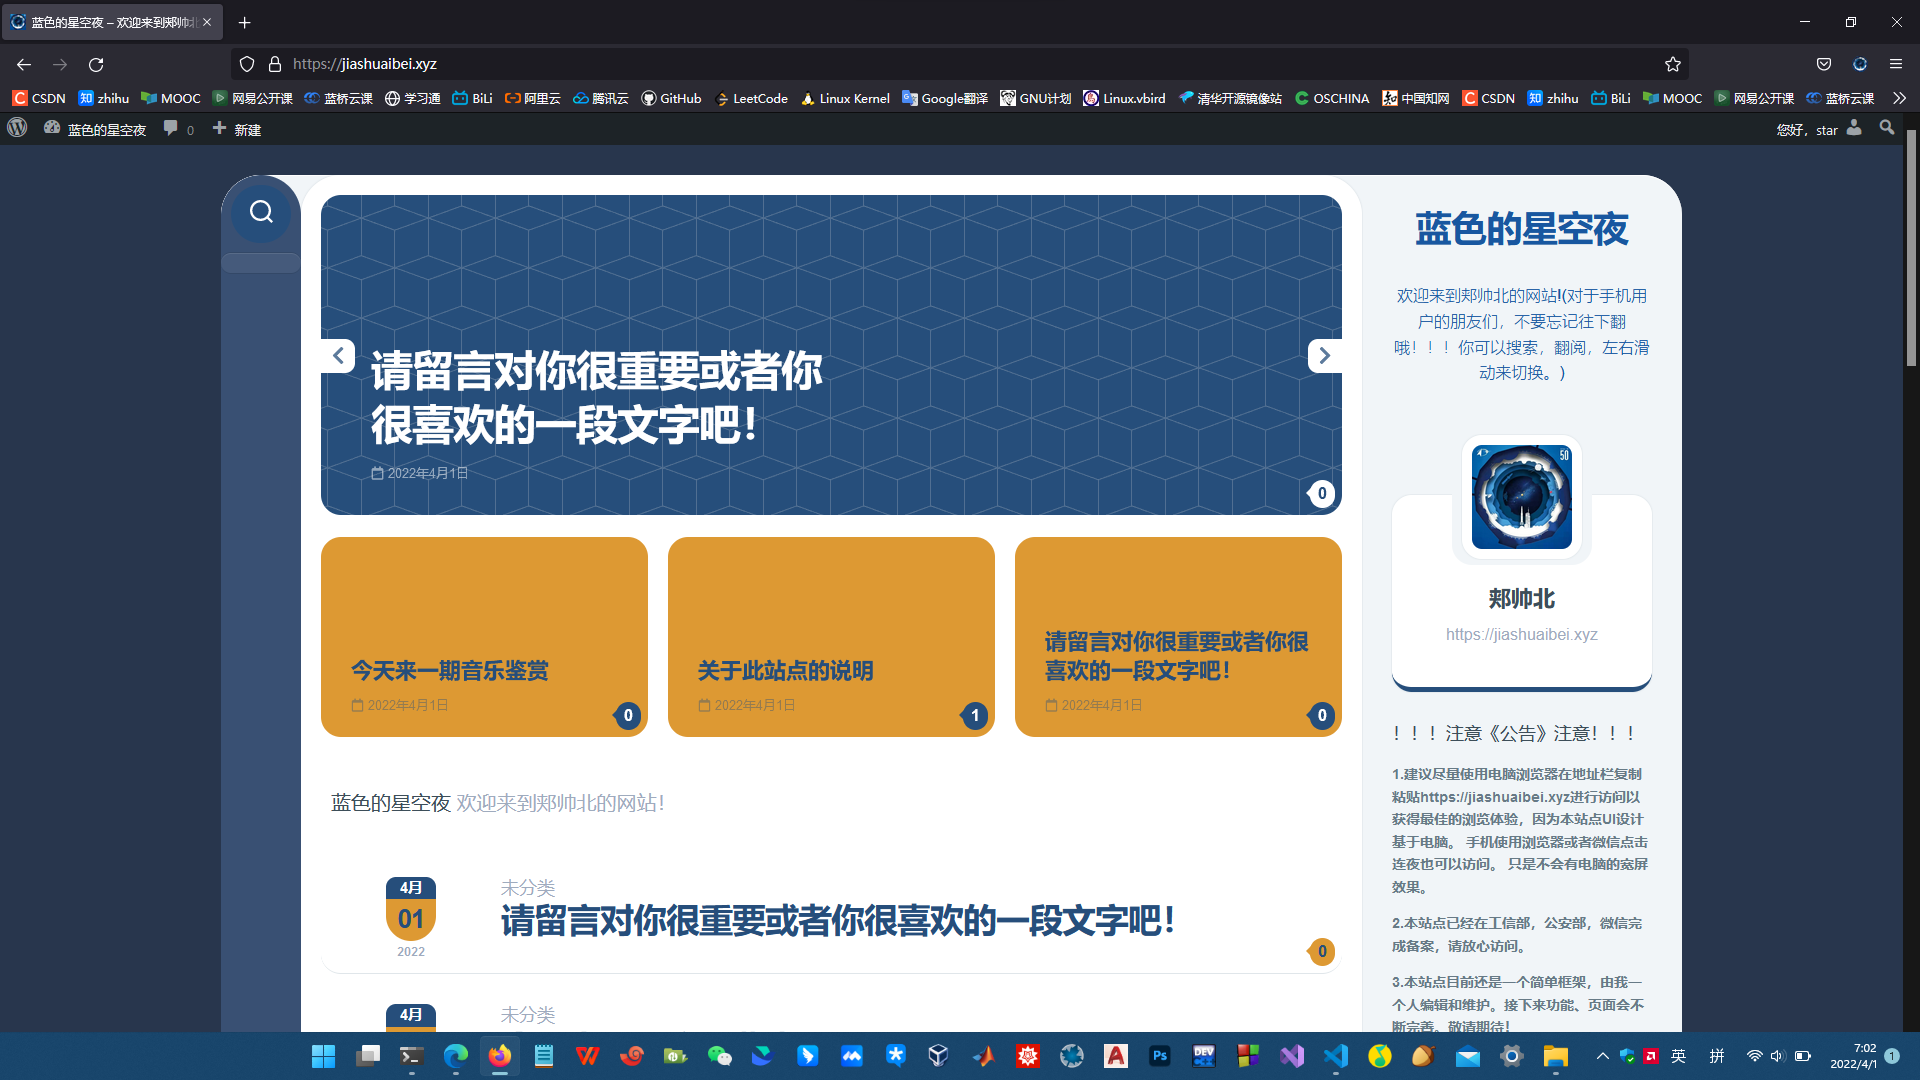 蓝色的星空夜 – 欢迎来到郏帅北
https://jiashuaibei.xyz
CSDN zhihu MOOC 网易公开课 蓝桥云课 学习通 BiLi 阿里云 腾讯云 GitHub LeetCode Linux Kernel Google翻译 GNU计划 Linux.vbird 清华开源镜像站 OSCHINA 中国知网 CSDN zhihu BiLi MOOC 网易公开课 蓝桥云课
蓝色的星空夜 0 新建 您好，star
请留言对你很重要或者你
很喜欢的一段文字吧！
2022年4月1日
0
今天来一期音乐鉴赏
2022年4月1日
0
关于此站点的说明
2022年4月1日
1
请留言对你很重要或者你很
喜欢的一段文字吧！
2022年4月1日
0
蓝色的星空夜 欢迎来到郏帅北的网站！
4月
01
2022
未分类
请留言对你很重要或者你很喜欢的一段文字吧！
0
4月
未分类
蓝色的星空夜
欢迎来到郏帅北的网站!(对于手机用
户的朋友们，不要忘记往下翻
哦！！！你可以搜索，翻阅，左右滑
动来切换。)
50
郏帅北
https://jiashuaibei.xyz
！！！注意《公告》注意！！！
1.建议尽量使用电脑浏览器在地址栏复制
粘贴https://jiashuaibei.xyz进行访问以
获得最佳的浏览体验，因为本站点UI设计
基于电脑。 手机使用浏览器或者微信点击
连夜也可以访问。 只是不会有电脑的宽屏
效果。
2.本站点已经在工信部，公安部，微信完
成备案，请放心访问。
3.本站点目前还是一个简单框架，由我一
个人编辑和维护。接下来功能、页面会不
断完善。敬请期待！
Ps
DEV
英 拼
7:02
2022/4/1
1